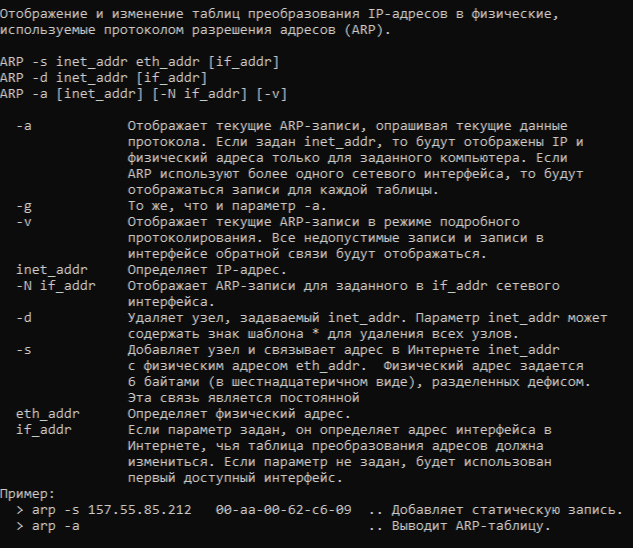 Отображение и изменение таблиц преобразования IP-адресов в физические,
используемые протоколом разрешения адресов (ARP).

ARP -s inet_addr eth_addr [if_addr]
ARP -d inet_addr [if_addr]
ARP -a [inet_addr] [-N if_addr] [-v]

  -a            Отображает текущие ARP-записи, опрашивая текущие данные
                протокола. Если задан inet_addr, то будут отображены IP и
                физический адреса только для заданного компьютера. Если
                ARP используют более одного сетевого интерфейса, то будут
                отображаться записи для каждой таблицы.
  -g            То же, что и параметр -a.
  -v            Отображает текущие ARP-записи в режиме подробного
                протоколирования. Все недопустимые записи и записи в
                интерфейсе обратной связи будут отображаться.
  inet_addr     Определяет IP-адрес.
  -N if_addr    Отображает ARP-записи для заданного в if_addr сетевого
                интерфейса.
  -d            Удаляет узел, задаваемый inet_addr. Параметр inet_addr может
                содержать знак шаблона * для удаления всех узлов.
  -s            Добавляет узел и связывает адрес в Интернете inet_addr
                с физическим адресом eth_addr.  Физический адрес задается
                6 байтами (в шестнадцатеричном виде), разделенных дефисом.
                Эта связь является постоянной
  eth_addr      Определяет физический адрес.
  if_addr       Если параметр задан, он определяет адрес интерфейса в
                Интернете, чья таблица преобразования адресов должна
                измениться. Если параметр не задан, будет использован
                первый доступный интерфейс.
Пример:
  > arp -s 157.55.85.212   00-aa-00-62-c6-09  .. Добавляет статическую запись.
  > arp -a                                    .. Выводит ARP-таблицу.